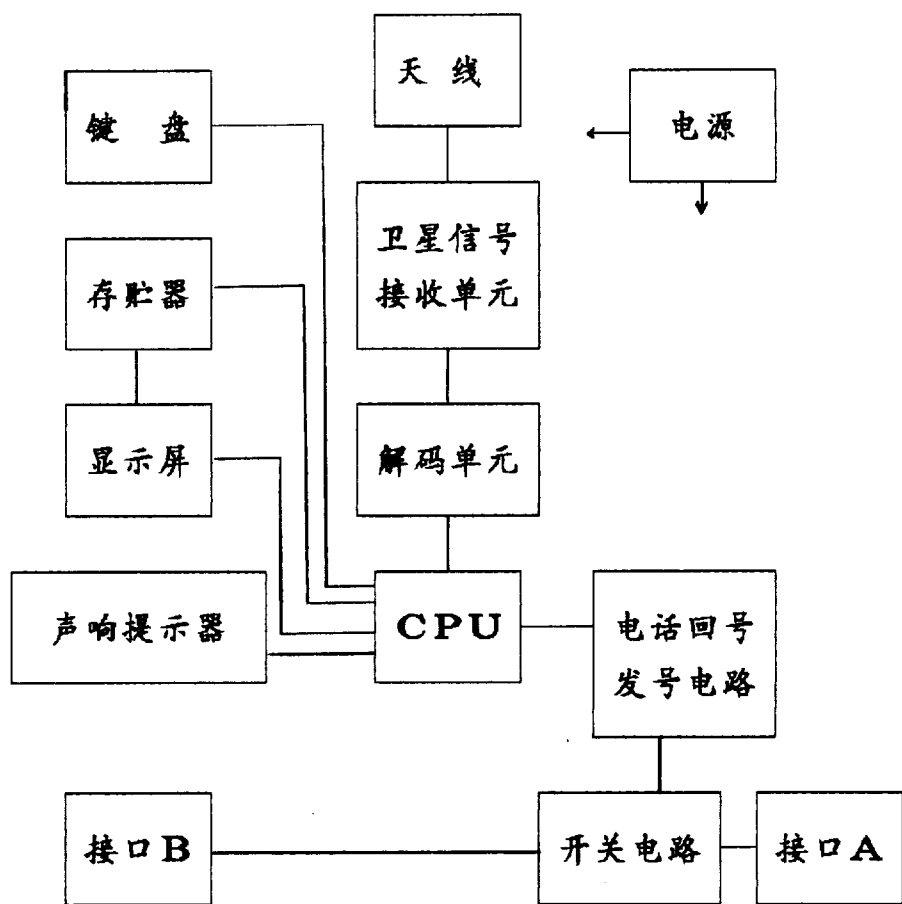 天线
键盘
电源
卫星信号
接收单元
存贮器
显示屏
解码单元
声响提示器
CPU
电话回号
发号电路
接口B
开关电路
接口A